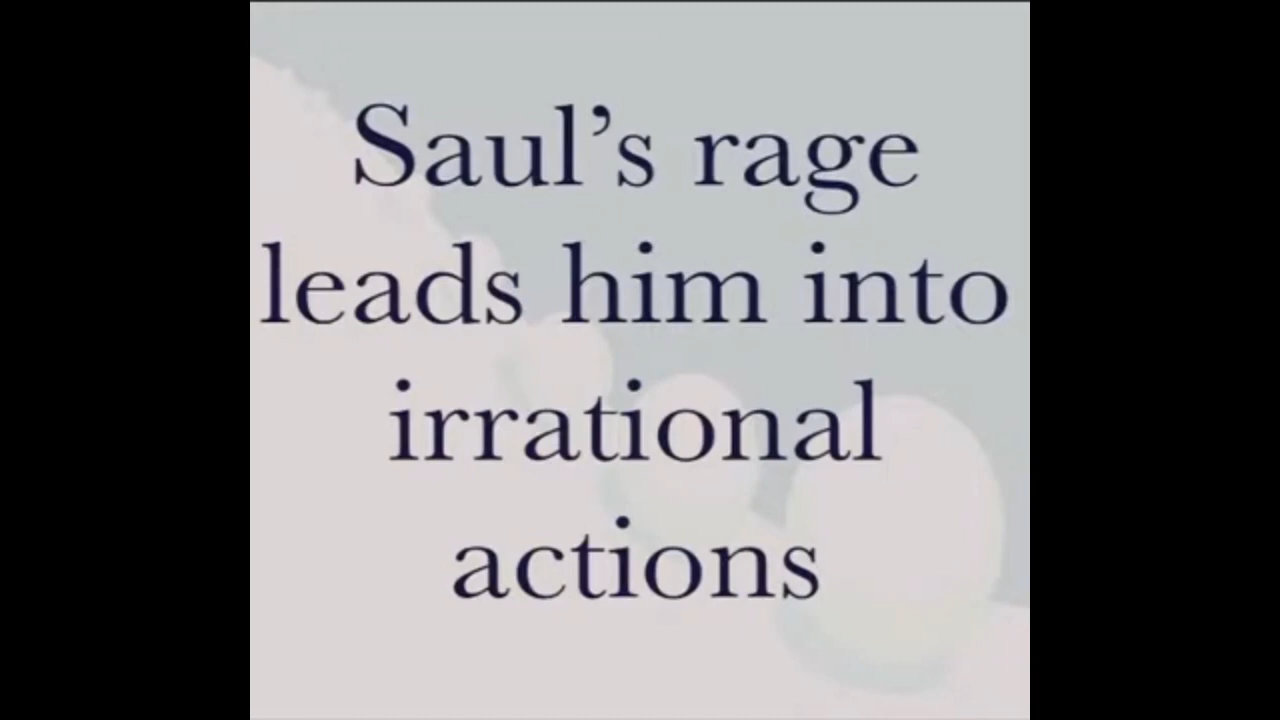 Saul’s rage
leads him into
irrational
actions